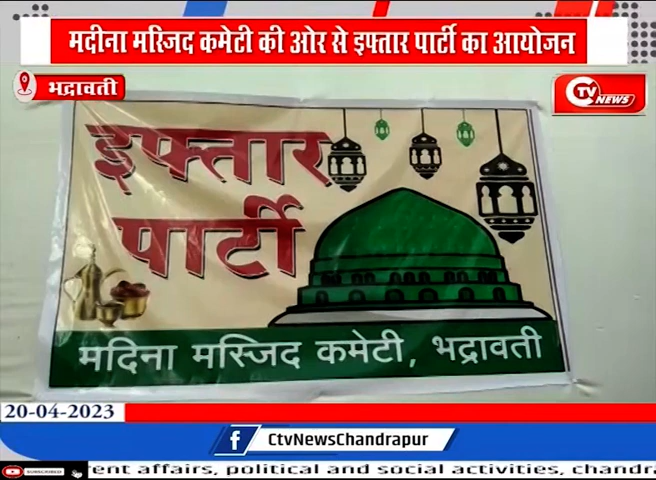 मदीना मस्जिद कमेटी की ओर से इफ्तार पार्टी का आयोजन
भद्रावती
CTV NEWS
इफ्तार
पार्टी
मदिना मस्जिद कमेटी, भद्रावती
20-04-2023
CtvNewsChandrapur
SUBSCRIBED
ent affairs, political and social activities, chandra